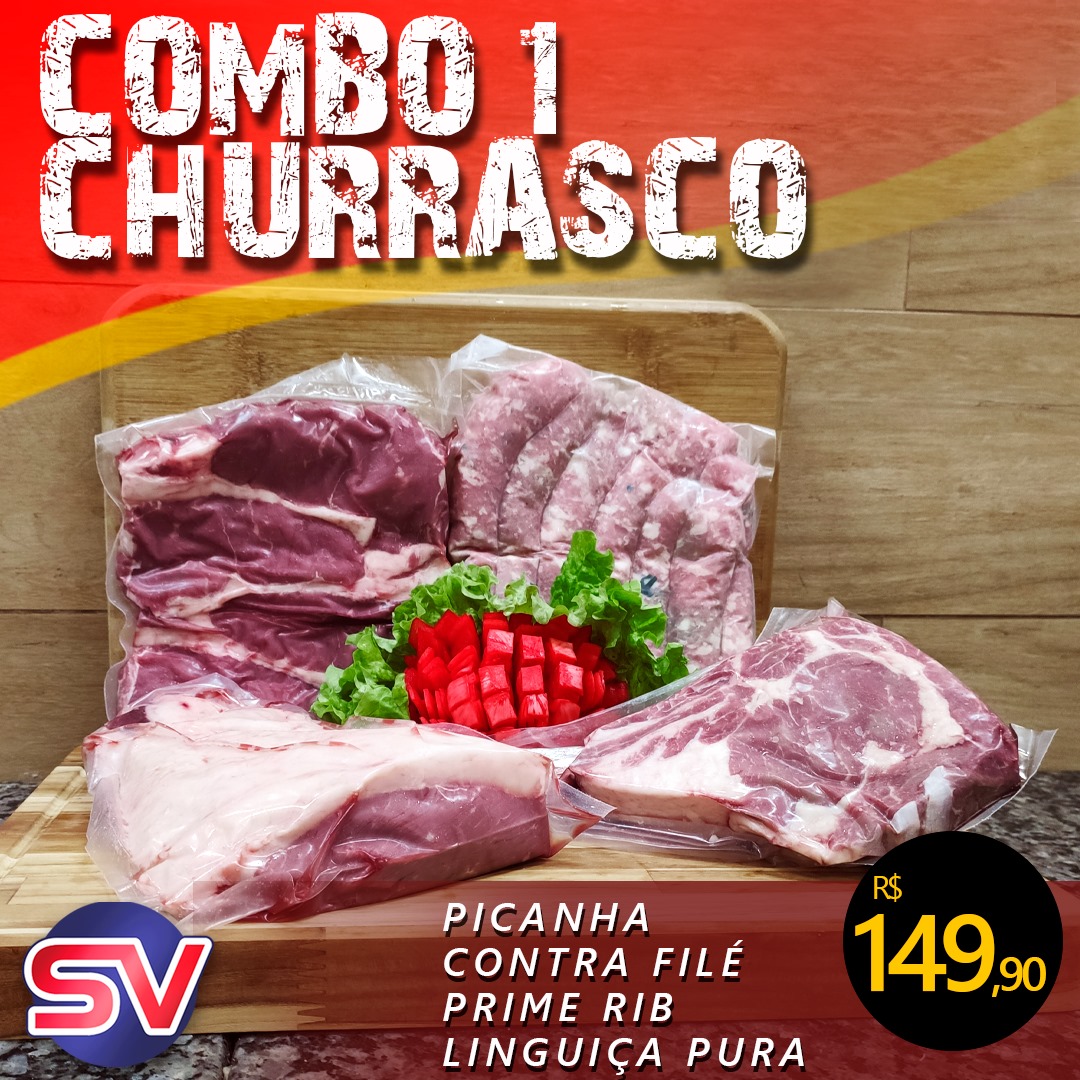 COMBO 1
CHURRASCO
PICANHA
CONTRA FILÉ
PRIME RIB
LINGUIÇA PURA
R$
149,90
SV